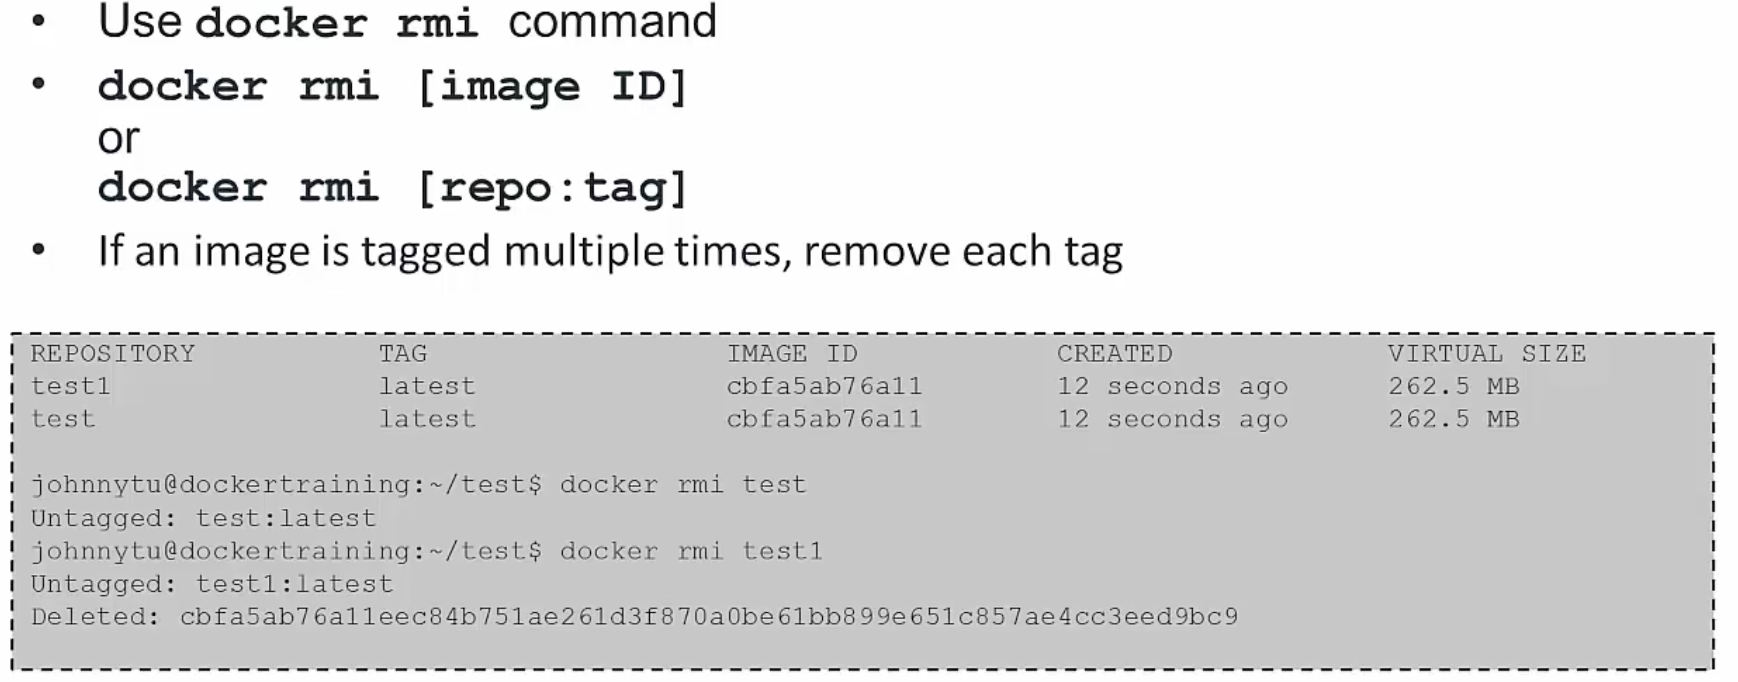 • Use docker rmi command
• docker rmi [image ID]
or
docker rmi [repo:tag]
• If an image is tagged multiple times, remove each tag
REPOSITORY TAG IMAGE ID CREATED VIRTUAL SIZE
test1 latest cbfa5ab76a11 12 seconds ago 262.5 MB
test latest cbfa5ab76a11 12 seconds ago 262.5 MB
johnnytu@dockertraining:~/test$ docker rmi test
Untagged: test:latest
johnnytu@dockertraining:~/test$ docker rmi test1
Untagged: test1:latest
Deleted: cbfa5ab76a11eec84b751ae261d3f870a0be61bb899e651c857ae4cc3eed9bc9